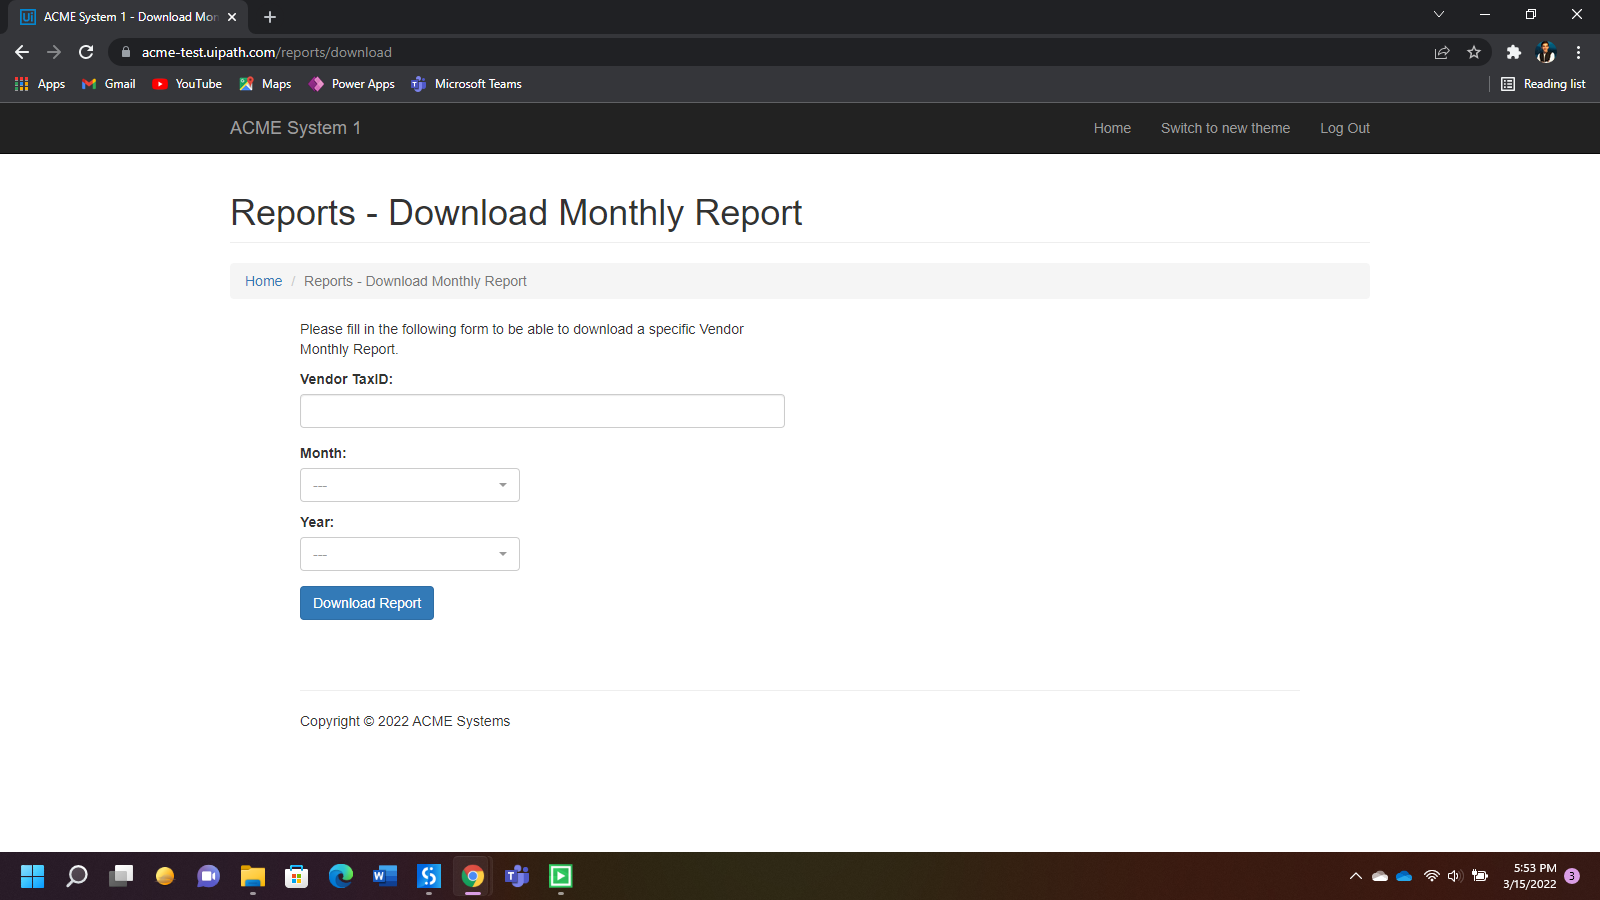 ACME System 1 - Download Mon
acme-test.uipath.com/reports/download
Apps
Gmail
YouTube
Maps
Power Apps
Microsoft Teams
Reading list
ACME System 1
Home
Switch to new theme
Log Out
Reports - Download Monthly Report
Home / Reports - Download Monthly Report
Please fill in the following form to be able to download a specific Vendor
Monthly Report.
Vendor TaxID:
Month:
---
Year:
---
Download Report
Copyright © 2022 ACME Systems
5:53 PM
3/15/2022
3